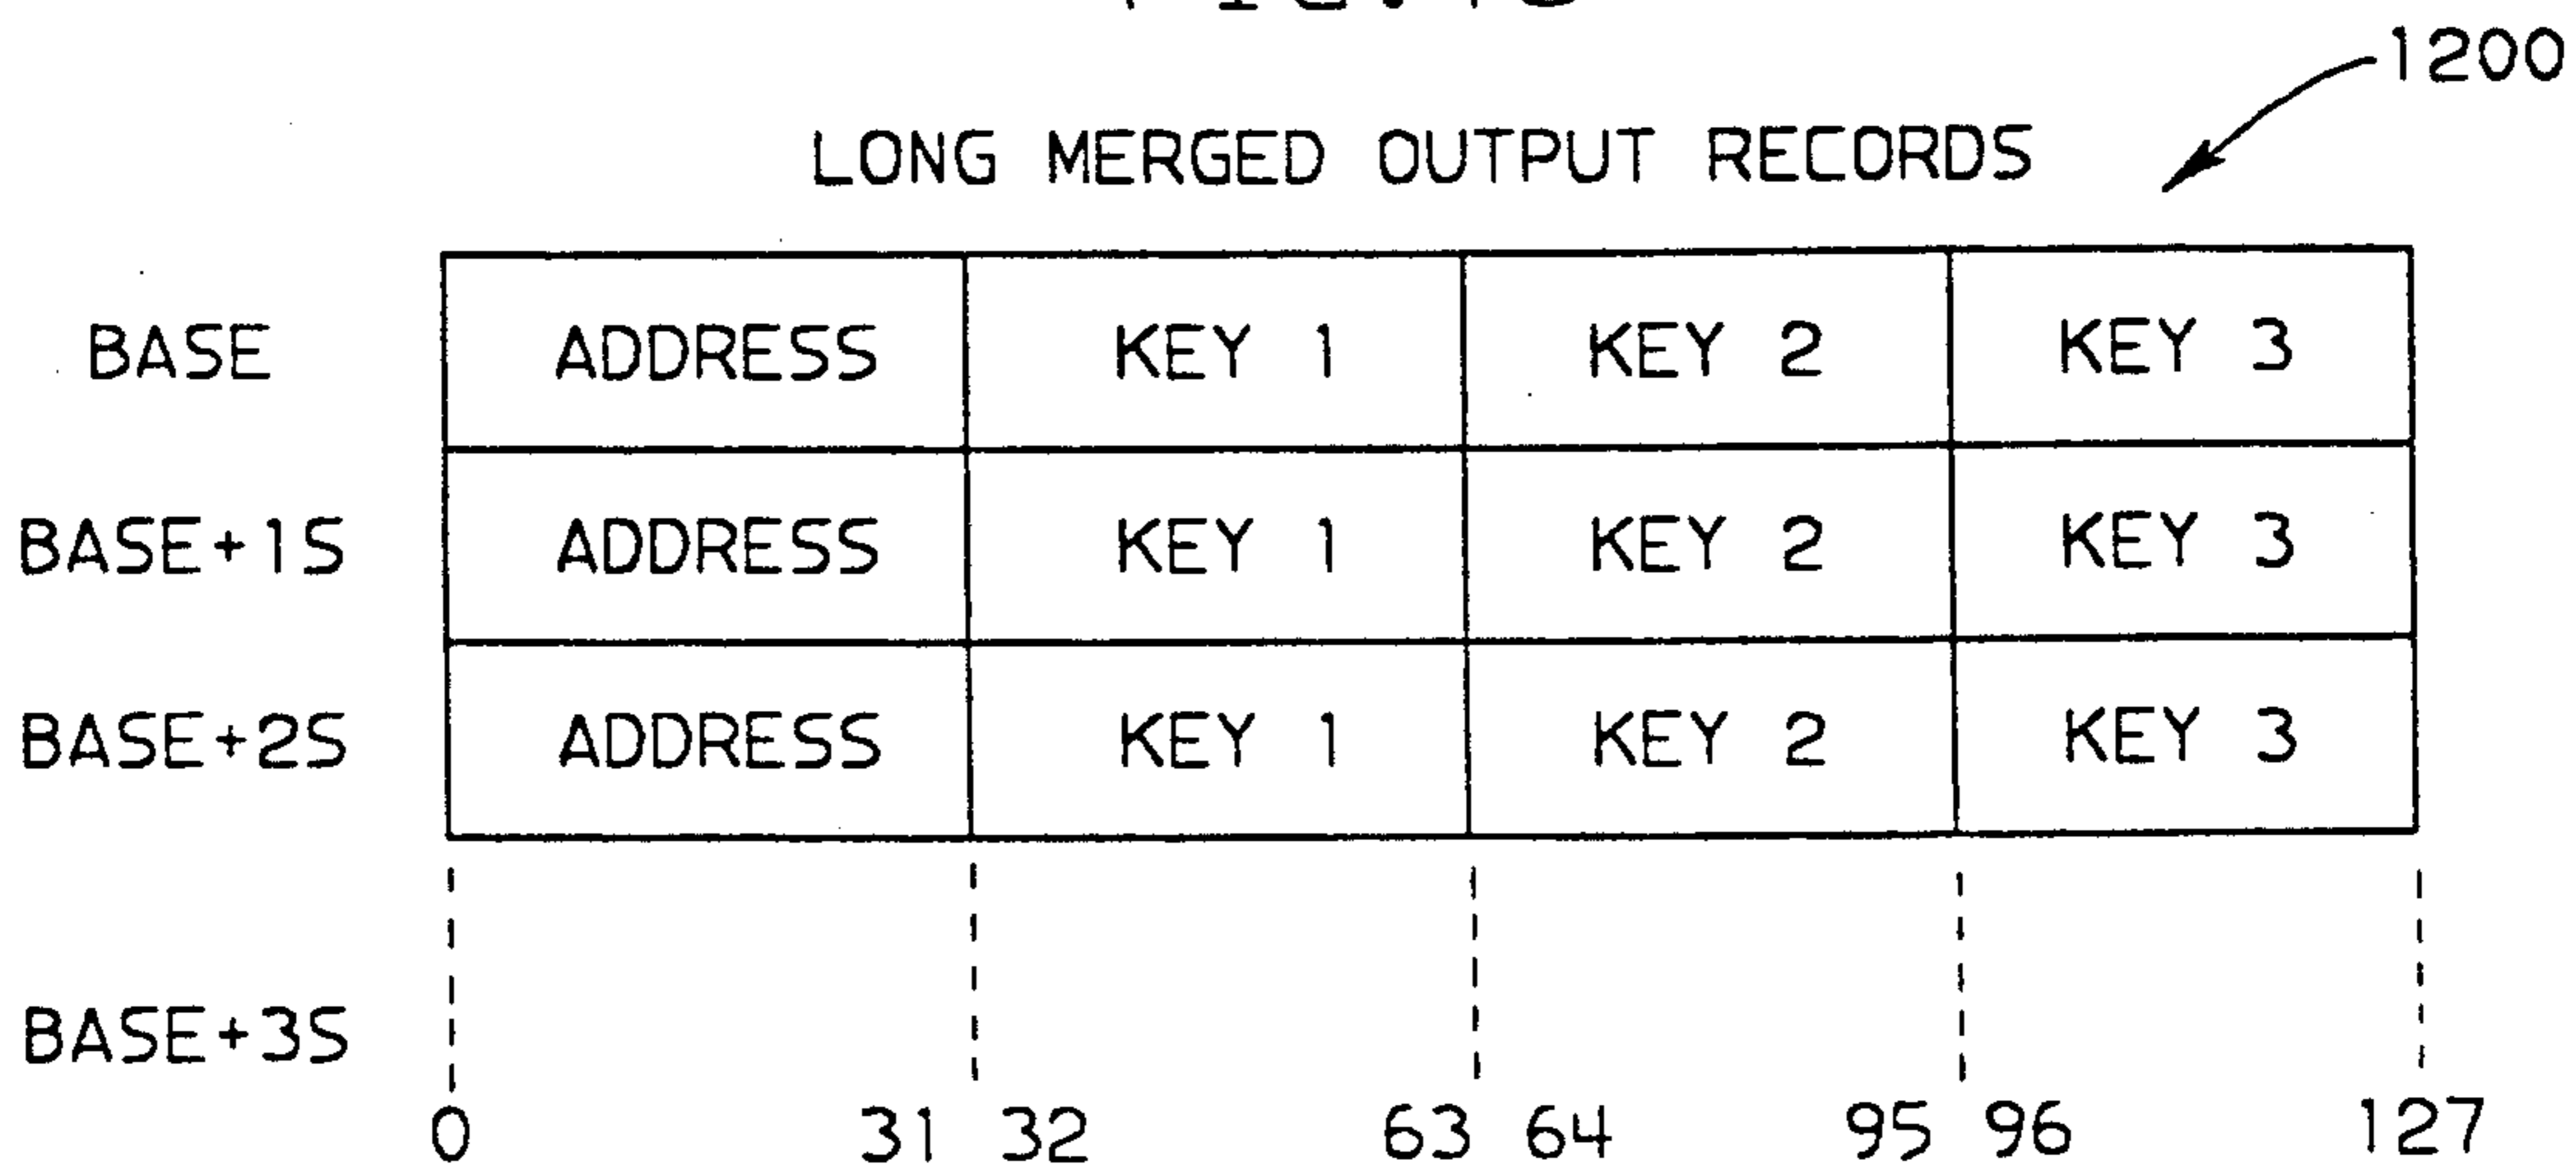 1200
LONG MERGED OUTPUT RECORDS
BASE ADDRESS KEY 1 KEY 2 KEY 3
BASE+1S ADDRESS KEY 1 KEY 2 KEY 3
BASE+2S ADDRESS KEY 1 KEY 2 KEY 3
BASE+3S
0 31 32 63 64 95 96 127